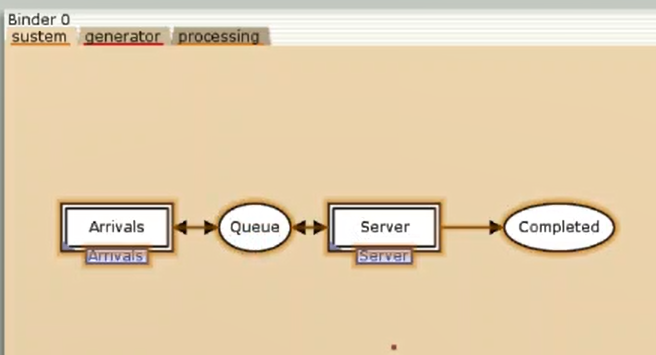 Binder 0
sustem generator processing
Arrivals Queue Server Completed
Arrivals Server